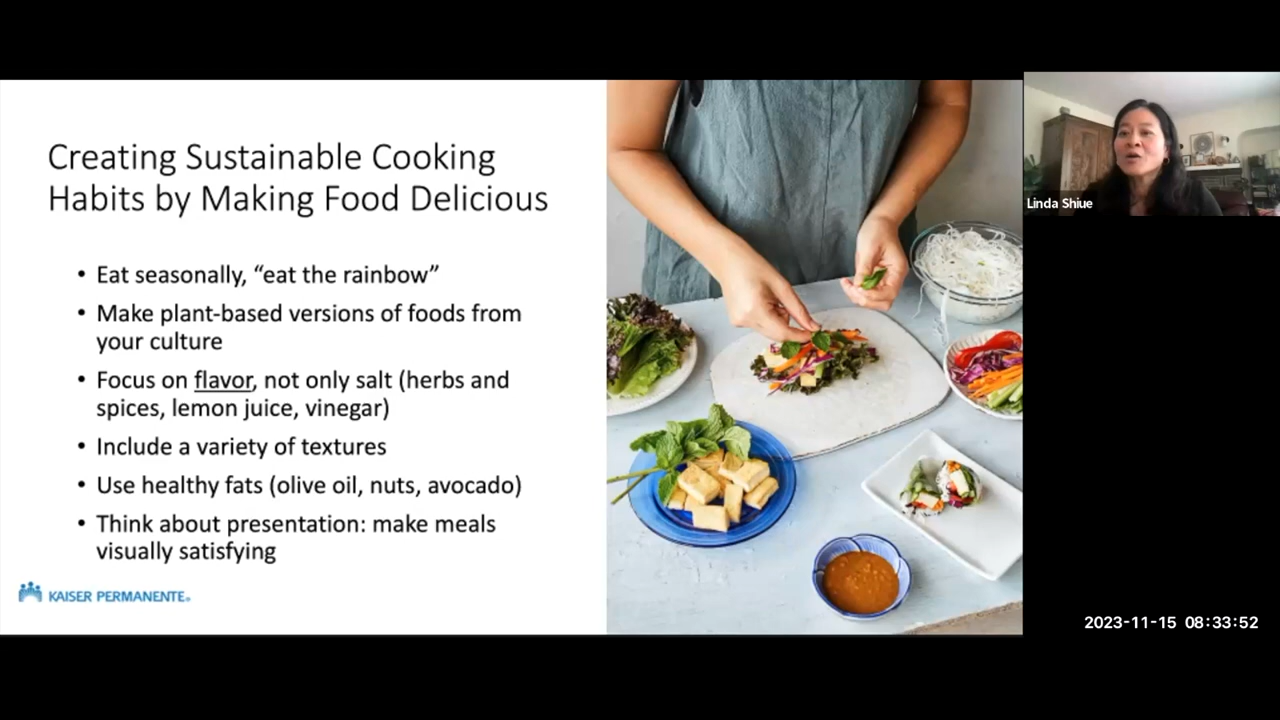 Creating Sustainable Cooking
Habits by Making Food Delicious
• Eat seasonally, “eat the rainbow”
• Make plant-based versions of foods from
your culture
• Focus on flavor, not only salt (herbs and
spices, lemon juice, vinegar)
• Include a variety of textures
• Use healthy fats (olive oil, nuts, avocado)
• Think about presentation: make meals
visually satisfying
KAISER PERMANENTE®
Linda Shiue
2023-11-15 08:33:52